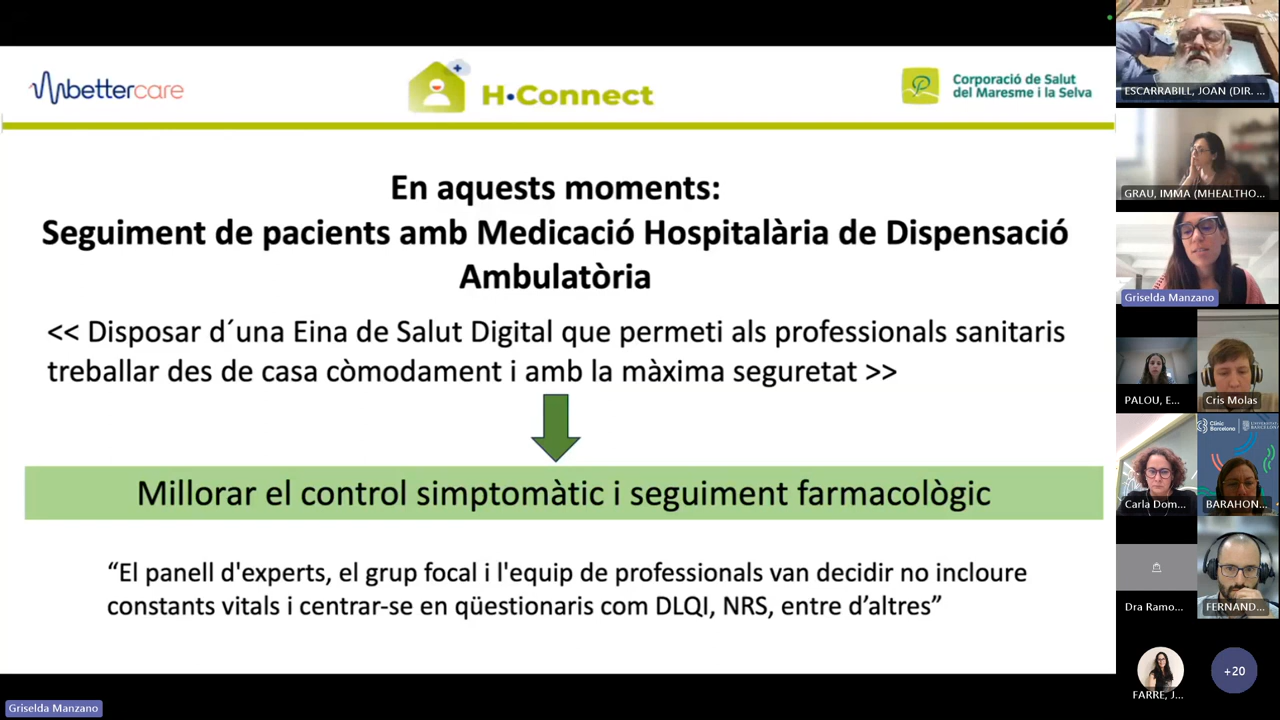 bettercare
H·Connect
Corporació de Salut
del Maresme i la Selva
En aquests moments:
Seguiment de pacients amb Medicació Hospitalària de Dispensació
Ambulatòria
<< Disposar d´una Eina de Salut Digital que permeti als professionals sanitaris
treballar des de casa còmodament i amb la màxima seguretat >>
Millorar el control simptomàtic i seguiment farmacològic
“El panell d'experts, el grup focal i l'equip de professionals van decidir no incloure
constants vitals i centrar-se en qüestionaris com DLQI, NRS, entre d’altres”
Griselda Manzano
ESCARRABILL, JOAN (DIR. ...
GRAU, IMMA (MHEALTHO...
Griselda Manzano
PALOU, E...
Cris Molas
Carla Dom...
Clínic
Barcelona
UNIVERSITAT
BARCELONA
BARAHON...
Dra Ramo...
FERNAND...
FARRE, J...
+20